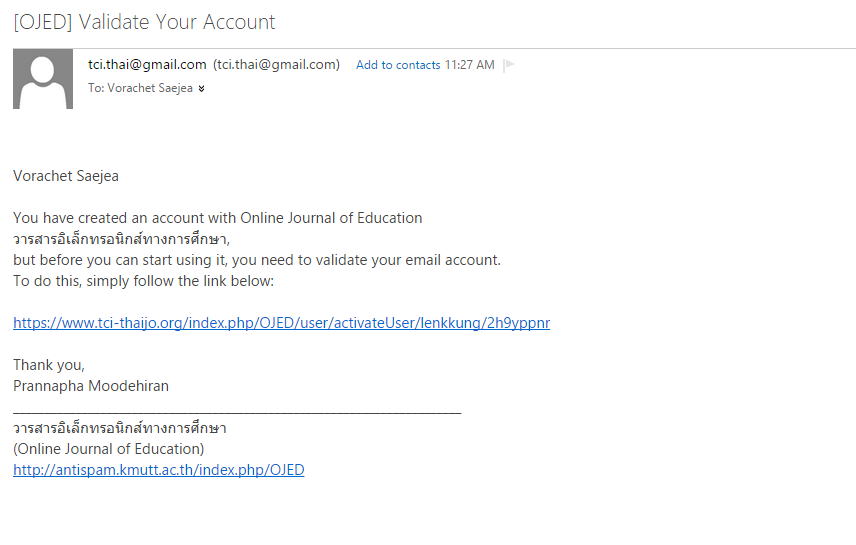 [OJED] Validate Your Account
tci.thai@gmail.com (tci.thai@gmail.com) Add to contacts 11:27 AM
To: Vorachet Saejea
Vorachet Saejea
You have created an account with Online Journal of Education
วารสารอิเล็กทรอนิกส์ทางการศึกษา,
but before you can start using it, you need to validate your email account.
To do this, simply follow the link below:
https://www.tci-thaijo.org/index.php/OJED/user/activateUser/lenkkung/2h9yppnr
Thank you,
Prannapha Moodehiran
________________________________________________________________
วารสารอิเล็กทรอนิกส์ทางการศึกษา
(Online Journal of Education)
http://antispam.kmutt.ac.th/index.php/OJED